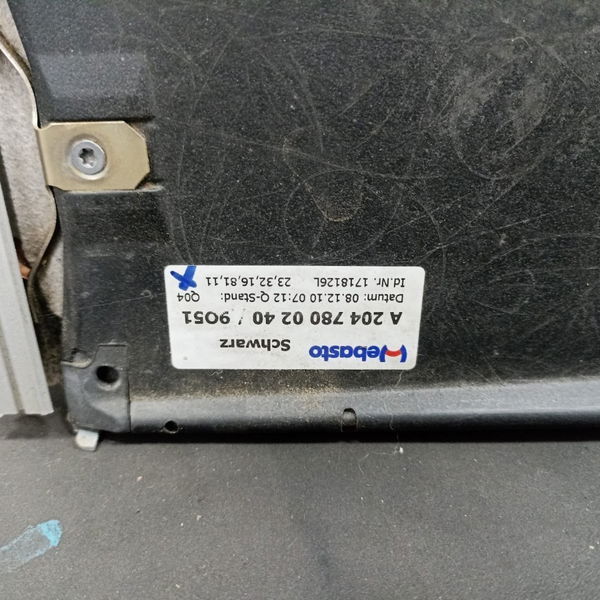 Webasto Schwarz
A 204 780 02 40 / 9051
Datum: 08.12.10 07:12 Q-Stand: Q04
Id.Nr. 1718126L 23,32,16,81,11